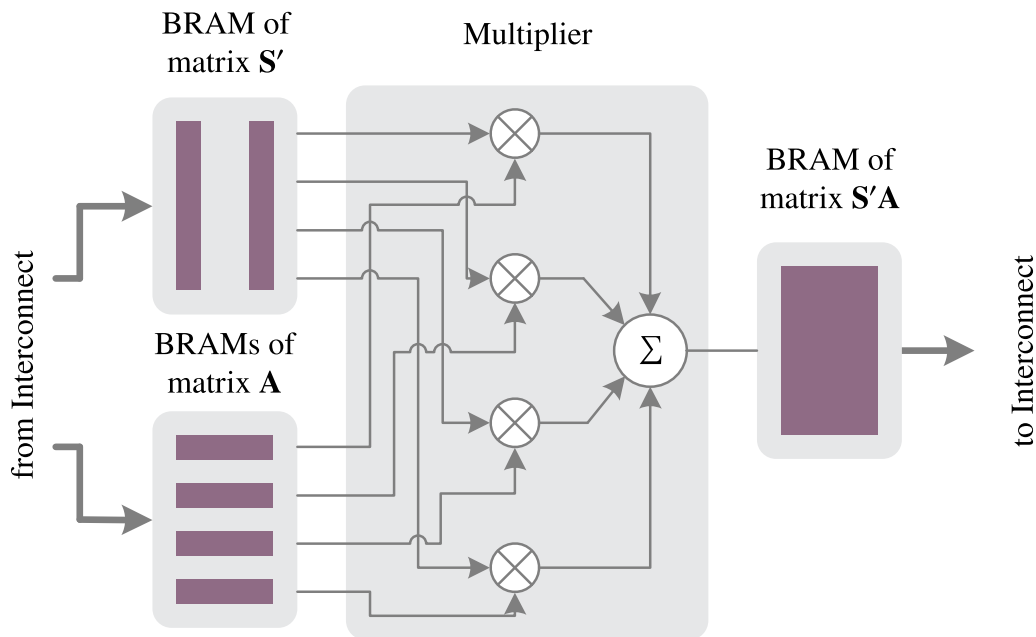 BRAM of
matrix S′
Multiplier
BRAM of
matrix S′A
from Interconnect
BRAMs of
matrix A
Σ
to Interconnect